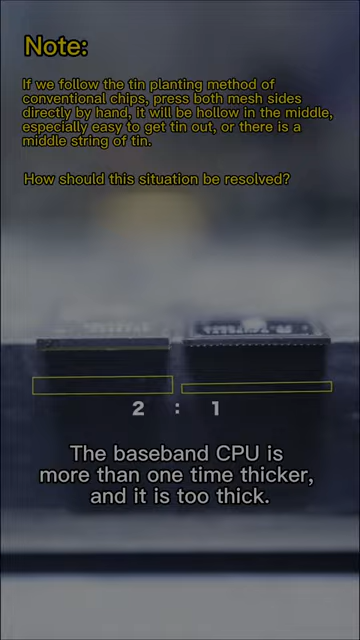 Note:
If we follow the tin planting method of
conventional chips, press both mesh sides
directly by hand, it will be hollow in the middle,
especially easy to get tin out, or there is a
middle string of tin.
How should this situation be resolved?
2 : 1
The baseband CPU is
more than one time thicker,
and it is too thick.